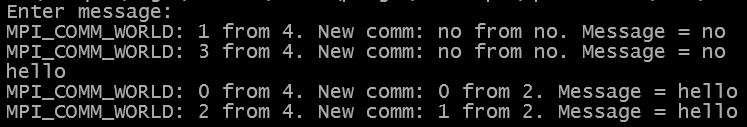 Enter message:
MPI_COMM_WORLD: 1 from 4. New comm: no from no. Message = no
MPI_COMM_WORLD: 3 from 4. New comm: no from no. Message = no
hello
MPI_COMM_WORLD: 0 from 4. New comm: 0 from 2. Message = hello
MPI_COMM_WORLD: 2 from 4. New comm: 1 from 2. Message = hello